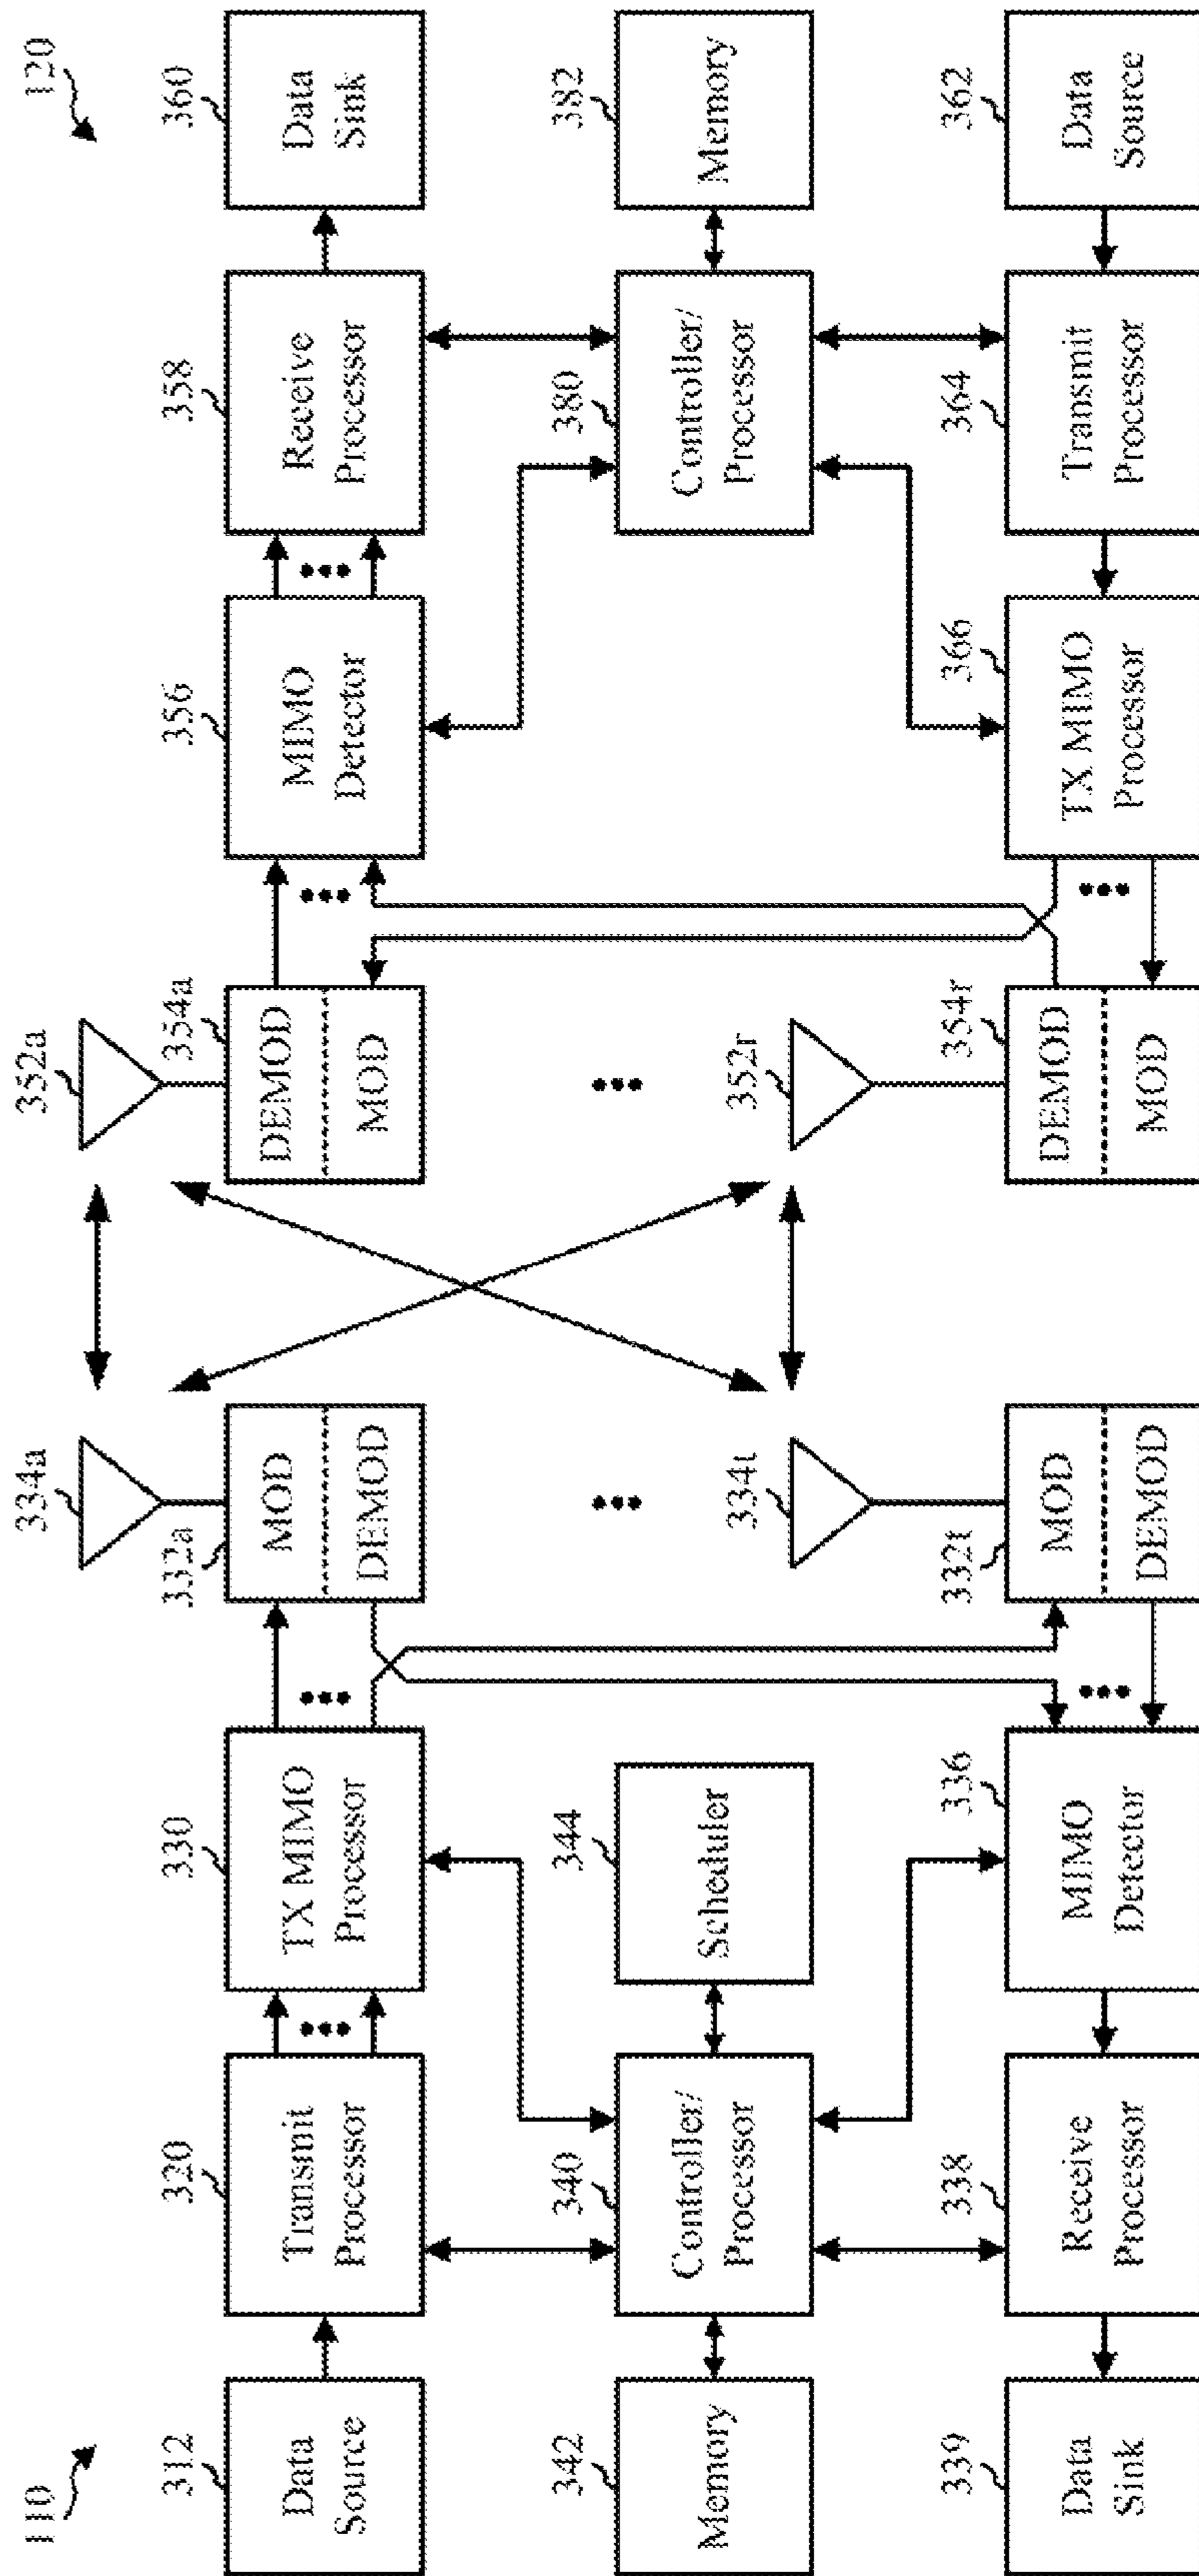 110
120
312
Data
Source
320
Transmit
Processor
330
TX MIMO
Processor
332a
MOD
DEMOD
334a
352a
354a
DEMOD
MOD
356
MIMO
Detector
358
Receive
Processor
360
Data
Sink
342
Memory
340
Controller/
Processor
344
Scheduler
380
Controller/
Processor
382
Memory
339
Data
Sink
338
Receive
Processor
336
MIMO
Detector
332t
MOD
DEMOD
334t
352r
354r
DEMOD
MOD
366
TX MIMO
Processor
364
Transmit
Processor
362
Data
Source